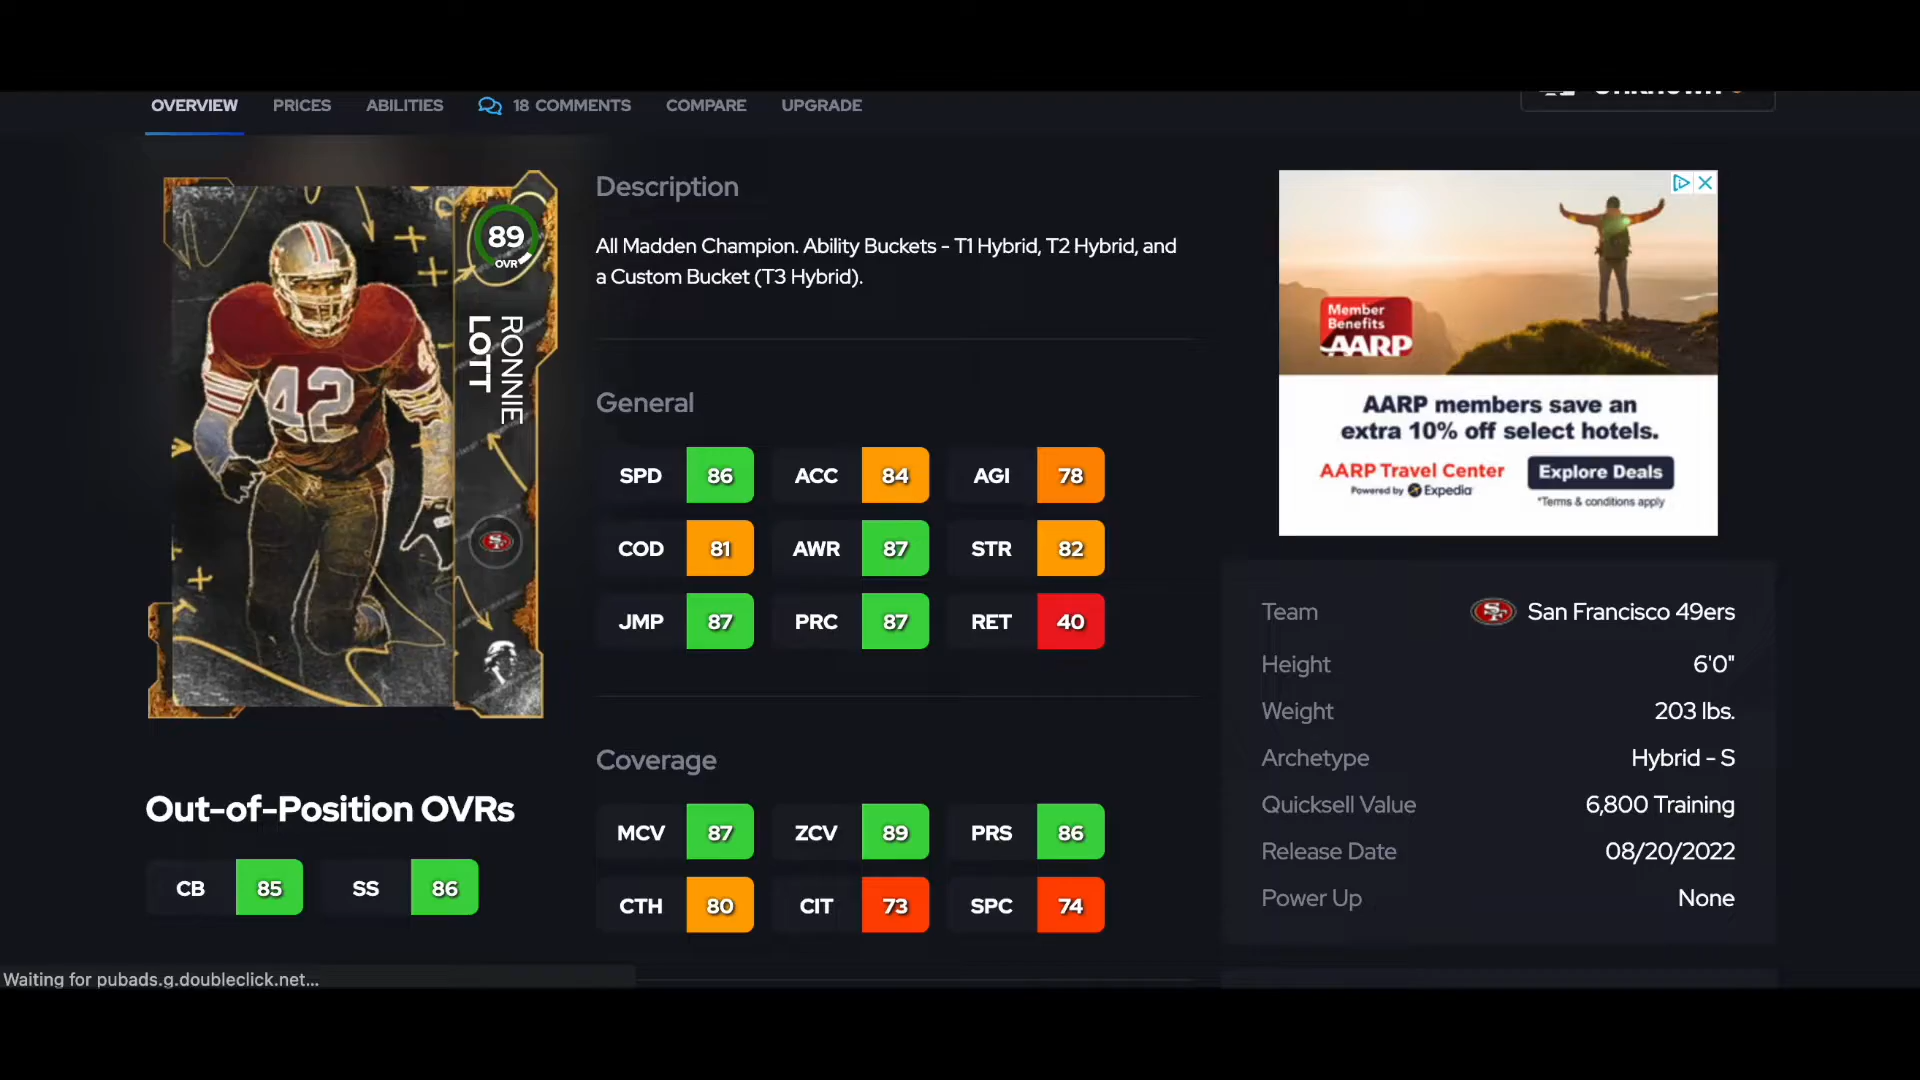 OVERVIEW
PRICES
ABILITIES
18 COMMENTS
COMPARE
UPGRADE
89
OVR
RONNIE
LOTT
42
Description
All Madden Champion. Ability Buckets - T1 Hybrid, T2 Hybrid, and
a Custom Bucket (T3 Hybrid).
General
SPD 86 ACC 84 AGI 78
COD 81 AWR 87 STR 82
JMP 87 PRC 87 RET 40
Coverage
MCV 87 ZCV 89 PRS 86
CTH 80 CIT 73 SPC 74
Out-of-Position OVRs
CB 85 SS 86
Member
Benefits
AARP
AARP members save an
extra 10% off select hotels.
AARP Travel Center
Powered by Expedia
Explore Deals
*Terms & conditions apply
Team San Francisco 49ers
Height 6'0"
Weight 203 lbs.
Archetype Hybrid - S
Quicksell Value 6,800 Training
Release Date 08/20/2022
Power Up None
Waiting for pubads.g.doubleclick.net...